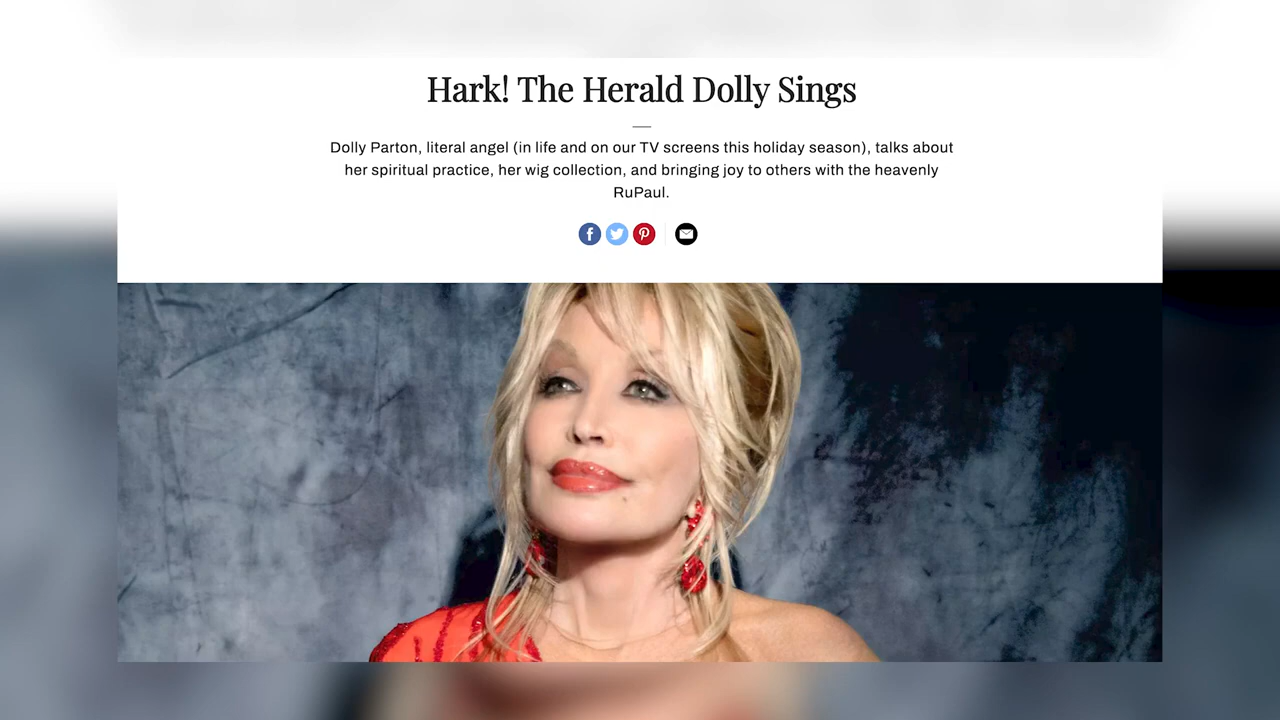 Hark! The Herald Dolly Sings
Dolly Parton, literal angel (in life and on our TV screens this holiday season), talks about
her spiritual practice, her wig collection, and bringing joy to others with the heavenly
RuPaul.